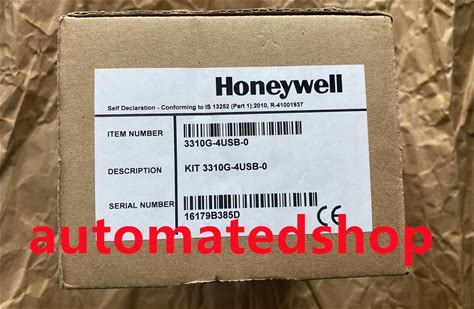 Honeywell
Self Declaration - Conforming to IS 13252 (Part 1):2010, R-41001937
ITEM NUMBER 3310G-4USB-0
DESCRIPTION KIT 3310G-4USB-0
SERIAL NUMBER 16179B385D
CE
automatedshop